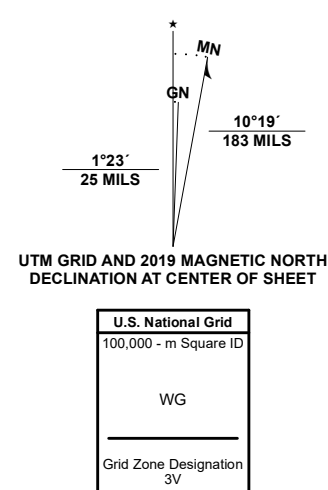 MN
GN
10°19´
183 MILS
1°23´
25 MILS
UTM GRID AND 2019 MAGNETIC NORTH
DECLINATION AT CENTER OF SHEET
U.S. National Grid
100,000 - m Square ID
WG
Grid Zone Designation
3V